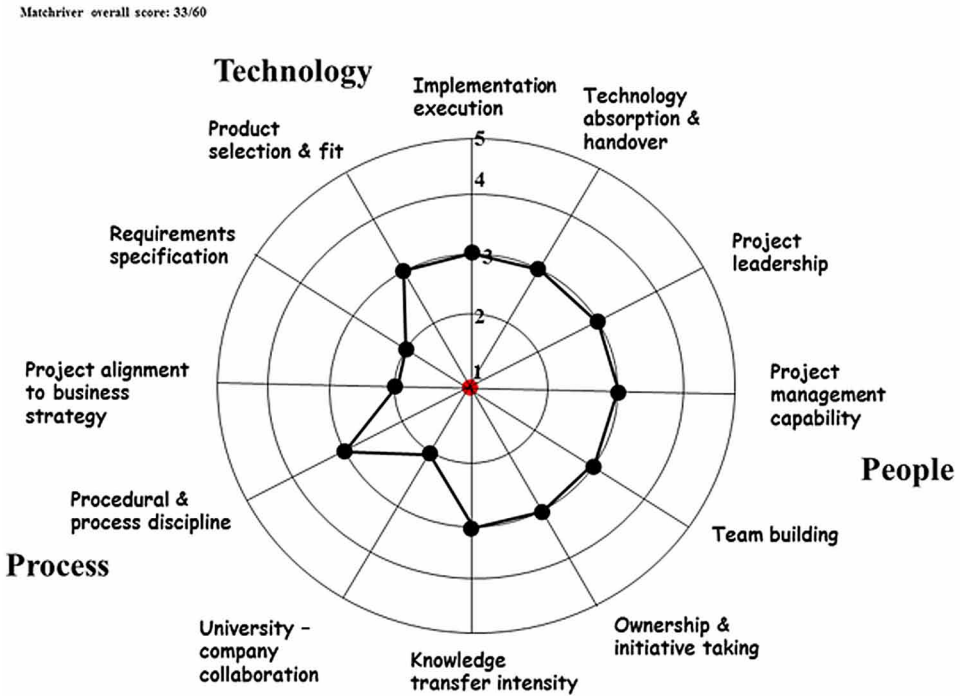 Matchriver overall score: 33/60
Technology
Implementation
execution
Technology
absorption &
handover
Product
selection & fit
5
4
Requirements
specification
Project
leadership
3
2
Project alignment
to business
strategy
1
Project
management
capability
People
Procedural &
process discipline
Team building
Process
University –
company
collaboration
Ownership &
initiative taking
Knowledge
transfer intensity